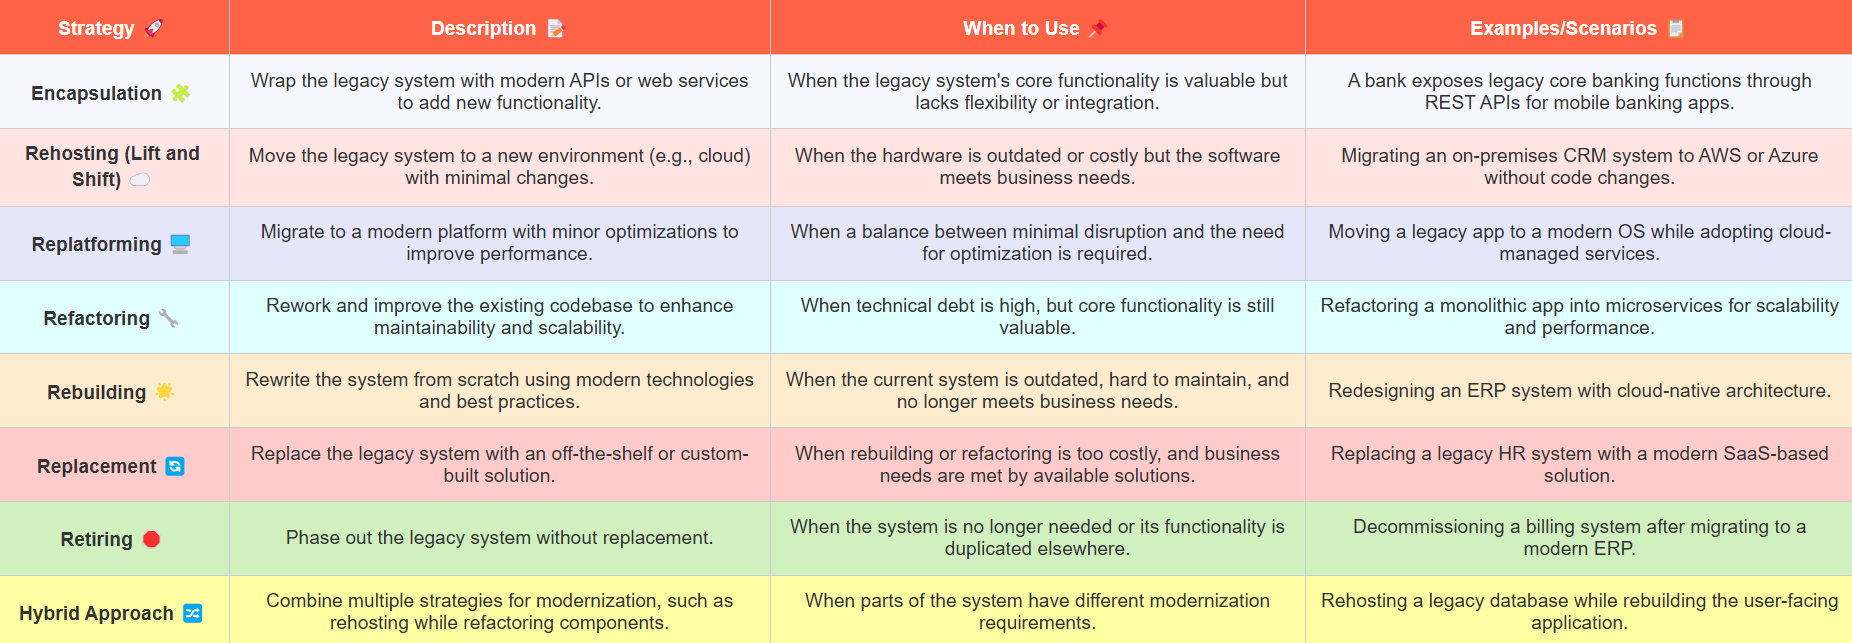 Strategy 🚀
Description 📝
When to Use 📌
Examples/Scenarios 📋
Encapsulation 🧩
Wrap the legacy system with modern APIs or web services
to add new functionality.
When the legacy system's core functionality is valuable but
lacks flexibility or integration.
A bank exposes legacy core banking functions through
REST APIs for mobile banking apps.
Rehosting (Lift and
Shift) ☁️
Move the legacy system to a new environment (e.g., cloud)
with minimal changes.
When the hardware is outdated or costly but the software
meets business needs.
Migrating an on-premises CRM system to AWS or Azure
without code changes.
Replatforming 🖥️
Migrate to a modern platform with minor optimizations to
improve performance.
When a balance between minimal disruption and the need
for optimization is required.
Moving a legacy app to a modern OS while adopting cloud-
managed services.
Refactoring 🔧
Rework and improve the existing codebase to enhance
maintainability and scalability.
When technical debt is high, but core functionality is still
valuable.
Refactoring a monolithic app into microservices for scalability
and performance.
Rebuilding 🌟
Rewrite the system from scratch using modern technologies
and best practices.
When the current system is outdated, hard to maintain, and
no longer meets business needs.
Redesigning an ERP system with cloud-native architecture.
Replacement 🔄
Replace the legacy system with an off-the-shelf or custom-
built solution.
When rebuilding or refactoring is too costly, and business
needs are met by available solutions.
Replacing a legacy HR system with a modern SaaS-based
solution.
Retiring 🛑
Phase out the legacy system without replacement.
When the system is no longer needed or its functionality is
duplicated elsewhere.
Decommissioning a billing system after migrating to a
modern ERP.
Hybrid Approach 🔀
Combine multiple strategies for modernization, such as
rehosting while refactoring components.
When parts of the system have different modernization
requirements.
Rehosting a legacy database while rebuilding the user-facing
application.